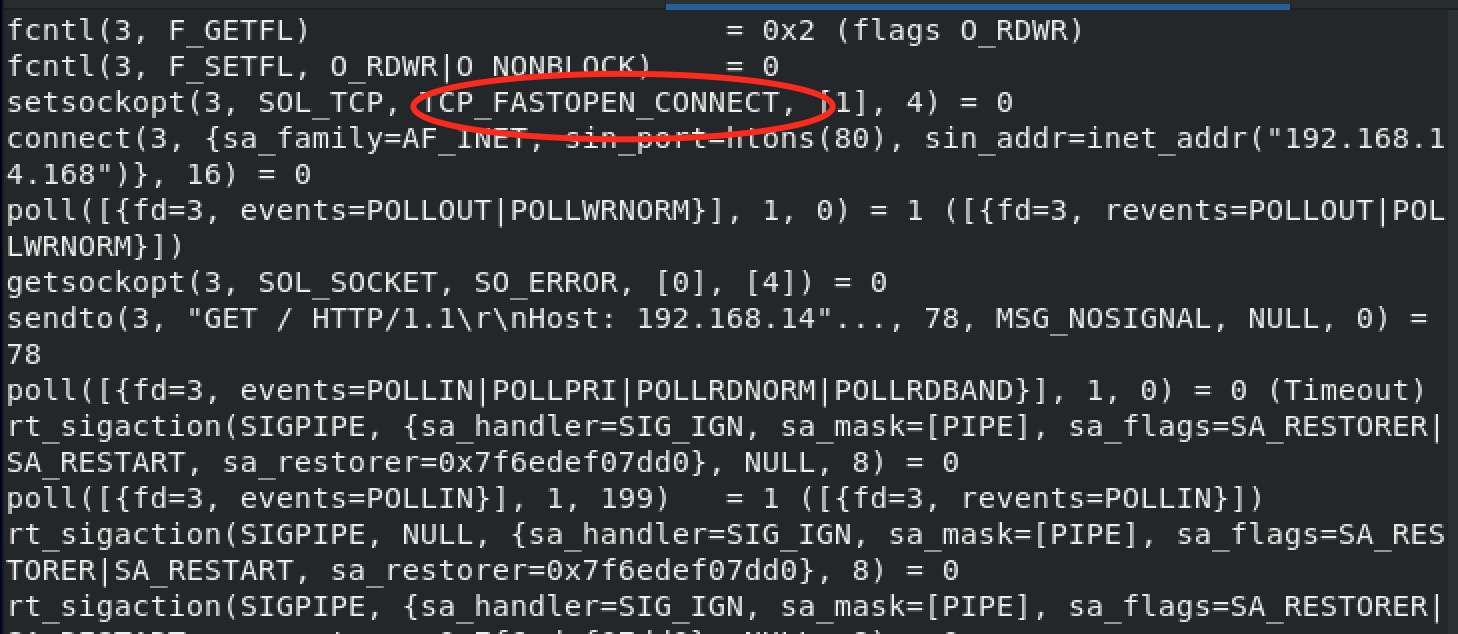 fcntl(3, F_GETFL)                       = 0x2 (flags O_RDWR)
fcntl(3, F_SETFL, O_RDWR|O_NONBLOCK)    = 0
setsockopt(3, SOL_TCP, TCP_FASTOPEN_CONNECT, [1], 4) = 0
connect(3, {sa_family=AF_INET, sin_port=htons(80), sin_addr=inet_addr("192.168.1
4.168")}, 16) = 0
poll([{fd=3, events=POLLOUT|POLLWRNORM}], 1, 0) = 1 ([{fd=3, revents=POLLOUT|POL
LWRNORM}])
getsockopt(3, SOL_SOCKET, SO_ERROR, [0], [4]) = 0
sendto(3, "GET / HTTP/1.1\r\nHost: 192.168.14"..., 78, MSG_NOSIGNAL, NULL, 0) =
78
poll([{fd=3, events=POLLIN|POLLPRI|POLLRDNORM|POLLRDBAND}], 1, 0) = 0 (Timeout)
rt_sigaction(SIGPIPE, {sa_handler=SIG_IGN, sa_mask=[PIPE], sa_flags=SA_RESTORER|
SA_RESTART, sa_restorer=0x7f6edef07dd0}, NULL, 8) = 0
poll([{fd=3, events=POLLIN}], 1, 199)   = 1 ([{fd=3, revents=POLLIN}])
rt_sigaction(SIGPIPE, NULL, {sa_handler=SIG_IGN, sa_mask=[PIPE], sa_flags=SA_RES
TORER|SA_RESTART, sa_restorer=0x7f6edef07dd0}, 8) = 0
rt_sigaction(SIGPIPE, {sa_handler=SIG_IGN, sa_mask=[PIPE], sa_flags=SA_RESTORER|